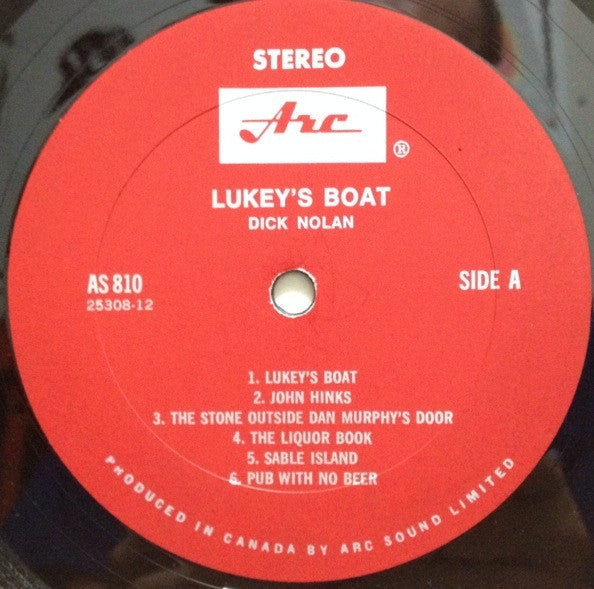 STEREO
Arc ®
LUKEY'S BOAT
DICK NOLAN
AS 810
25308-12
SIDE A
1. LUKEY'S BOAT
2. JOHN HINKS
3. THE STONE OUTSIDE DAN MURPHY'S DOOR
4. THE LIQUOR BOOK
5. SABLE ISLAND
6. PUB WITH NO BEER
PRODUCED IN CANADA BY ARC SOUND LIMITED